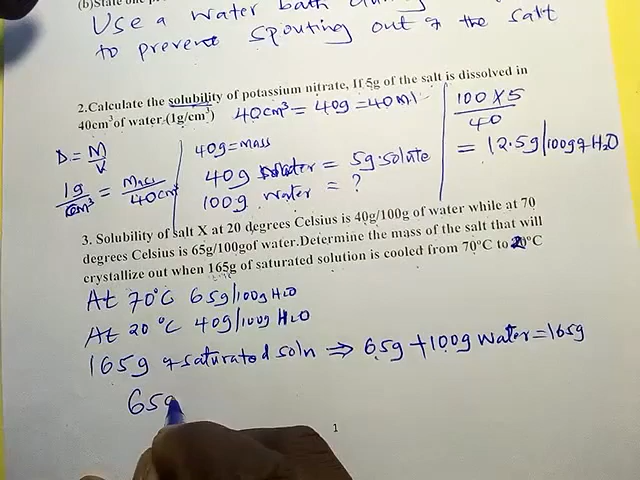 (b)State one
Use a water bath
to prevent spouting out of the salt
2.Calculate the solubility of potassium nitrate, If 5g of the salt is dissolved in
40cm³of water.(1g/cm³) 40cm³ = 40g = 40ml
D = M/V
1g/cm³ = Mass/40cm³
40g = mass
40g water = 5g solute
100g water = ?
100 x 5
40
= 12.5g/100g H2O
3. Solubility of salt X at 20 degrees Celsius is 40g/100g of water while at 70
degrees Celsius is 65g/100gof water.Determine the mass of the salt that will
crystallize out when 165g of saturated solution is cooled from 70°C to 20°C
At 70°C 65g/100g H2O
At 20°C 40g/100g H2O
165g of saturated soln ⇒ 65g + 100g water = 165g
65g
1